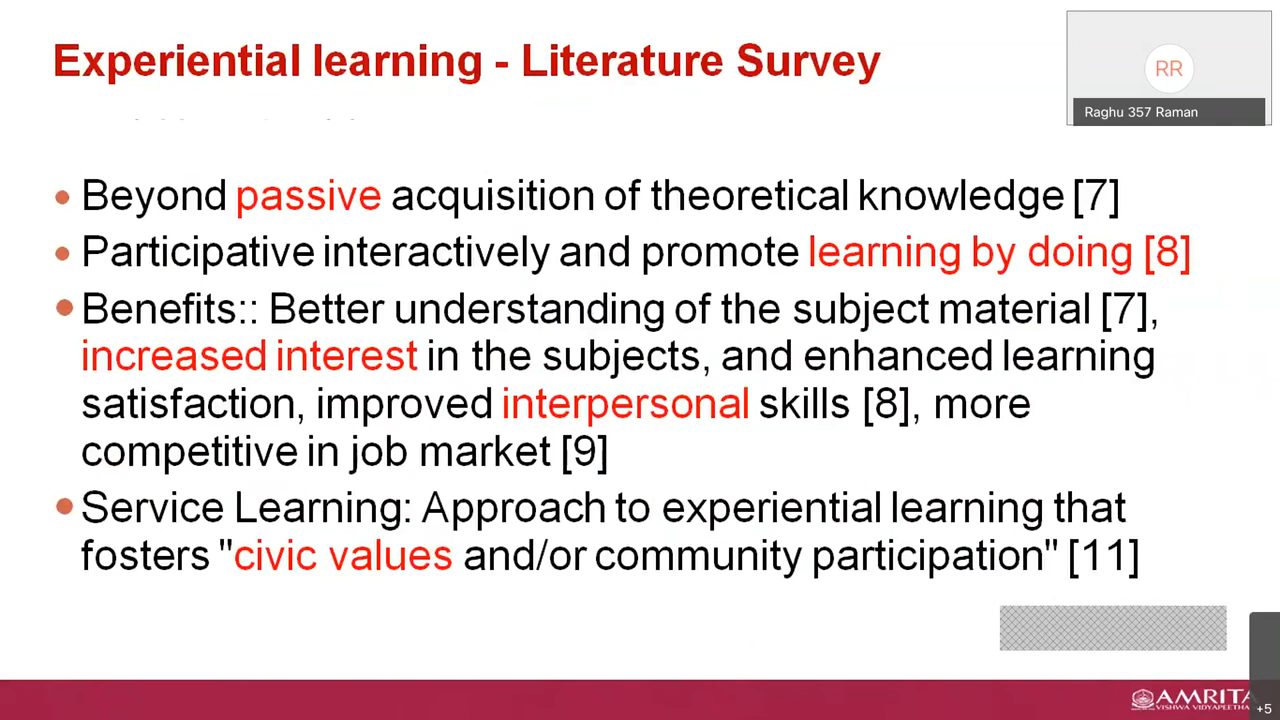 Experiential learning - Literature Survey
RR
Raghu 357 Raman
• Beyond passive acquisition of theoretical knowledge [7]
• Participative interactively and promote learning by doing [8]
• Benefits:: Better understanding of the subject material [7],
increased interest in the subjects, and enhanced learning
satisfaction, improved interpersonal skills [8], more
competitive in job market [9]
• Service Learning: Approach to experiential learning that
fosters "civic values and/or community participation" [11]
AMRITA
VISHWA VIDYAPEETHA
+5